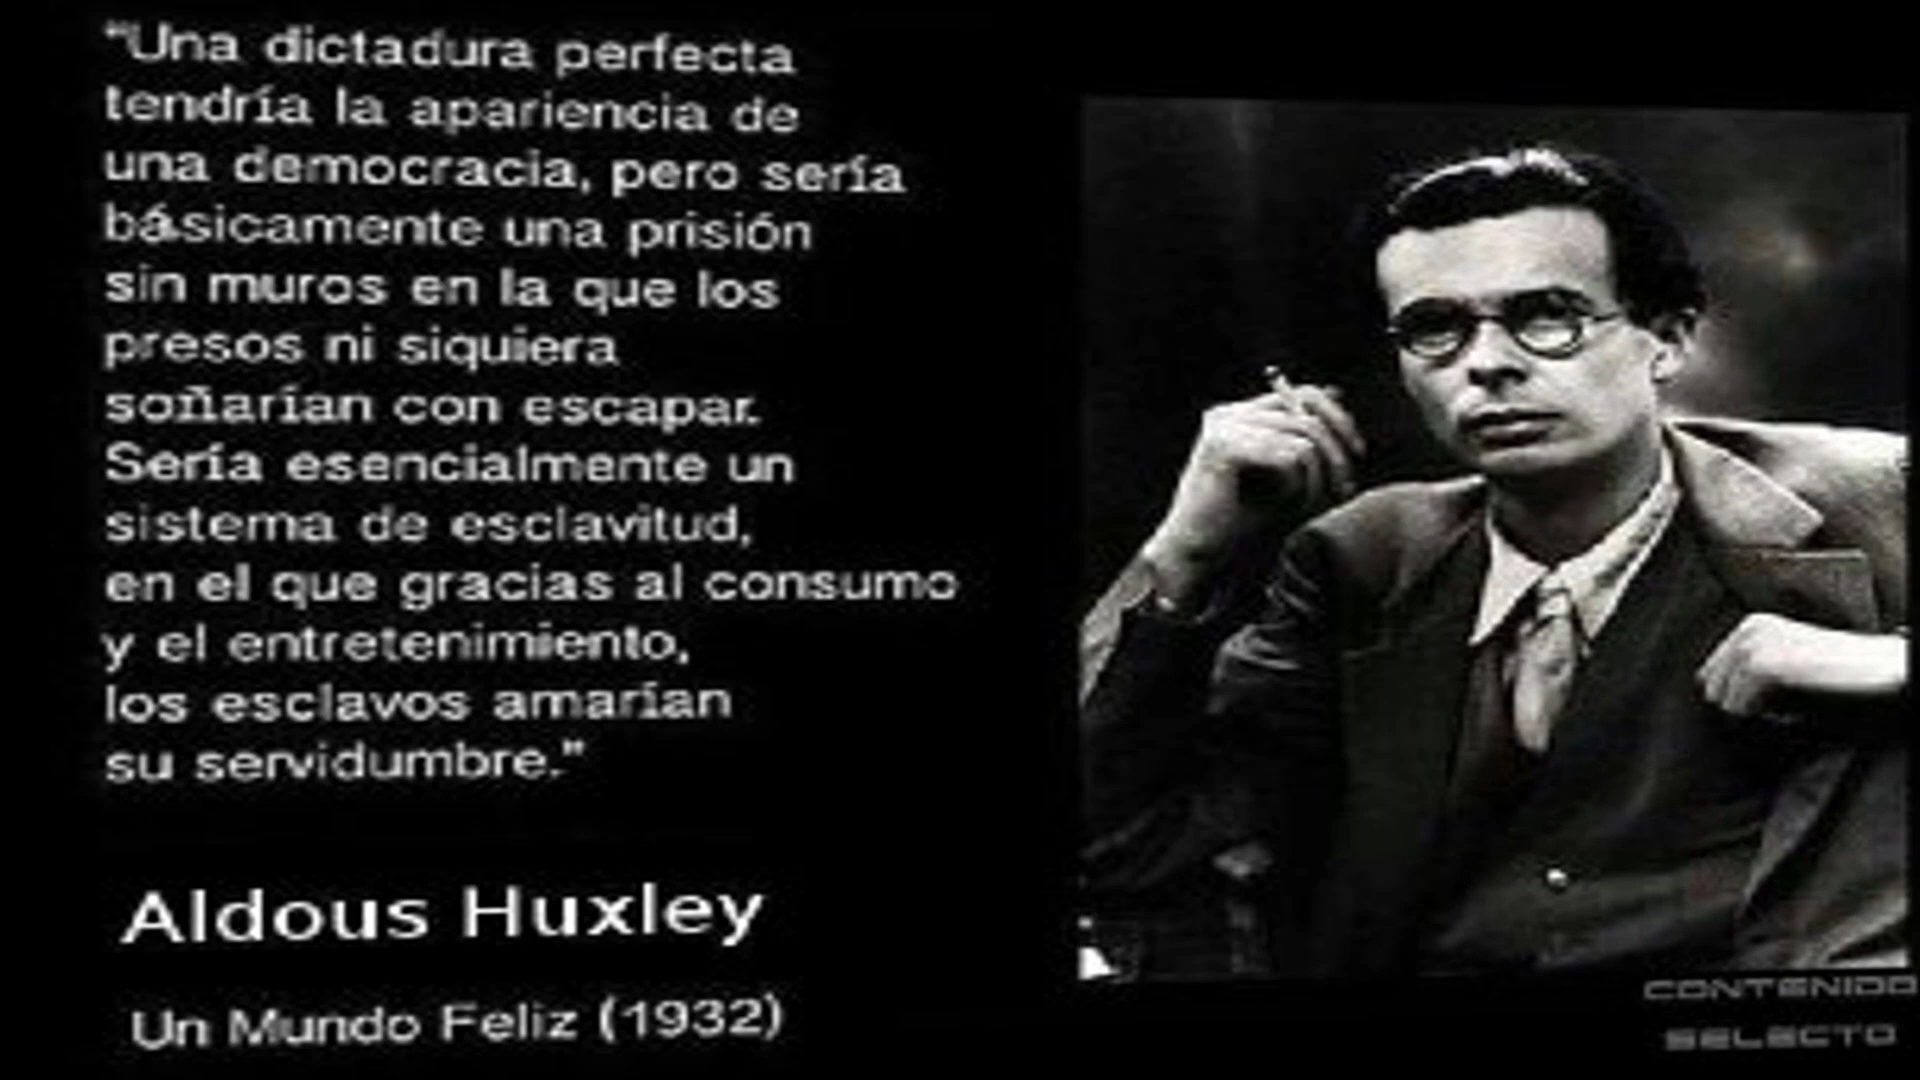 "Una dictadura perfecta
tendría la apariencia de
una democracia, pero sería
básicamente una prisión
sin muros en la que los
presos ni siquiera
soñarían con escapar.
Sería esencialmente un
sistema de esclavitud,
en el que gracias al consumo
y el entretenimiento,
los esclavos amarían
su servidumbre."
Aldous Huxley
Un Mundo Feliz (1932)
CONTENIDO
SELECTO